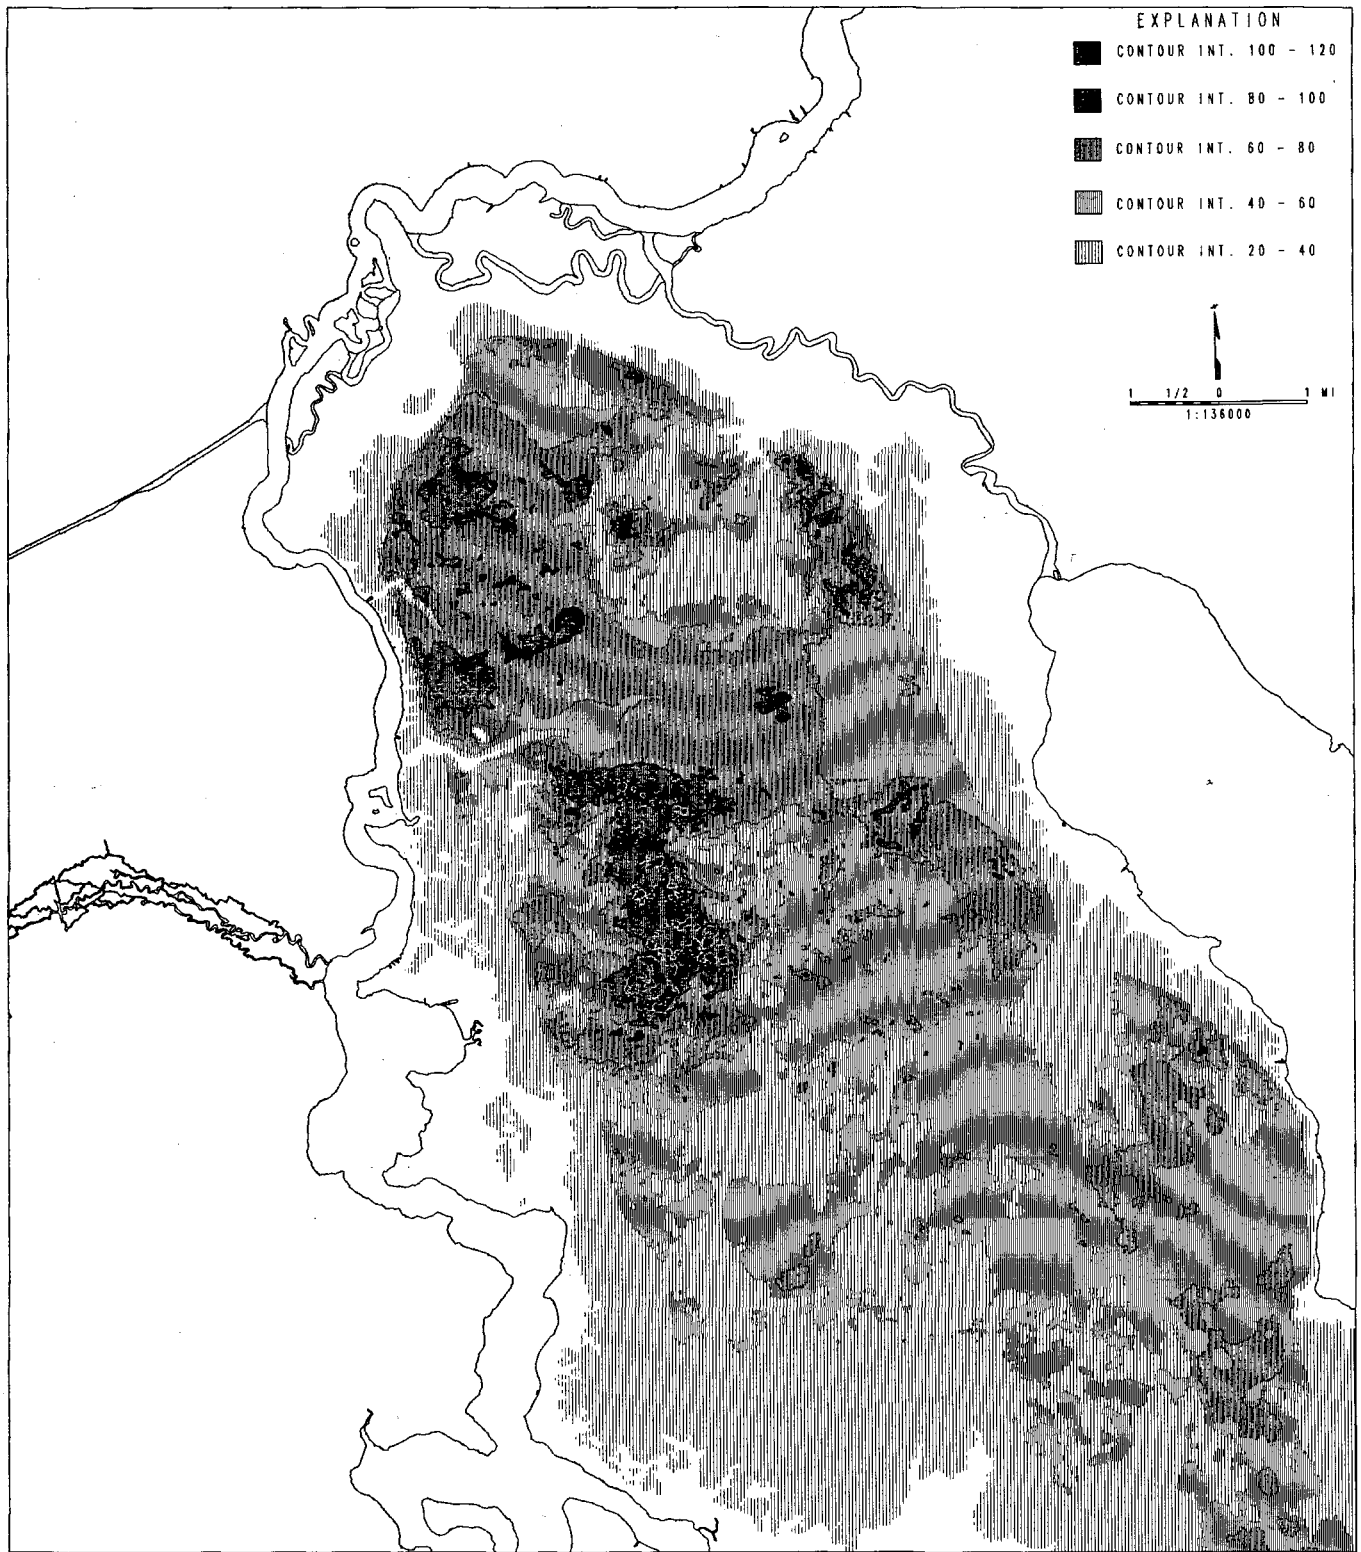 EXPLANATION
CONTOUR INT. 100 - 120
CONTOUR INT. 80 - 100
CONTOUR INT. 60 - 80
CONTOUR INT. 40 - 60
CONTOUR INT. 20 - 40
1 1/2 0 1 MI
1:136000